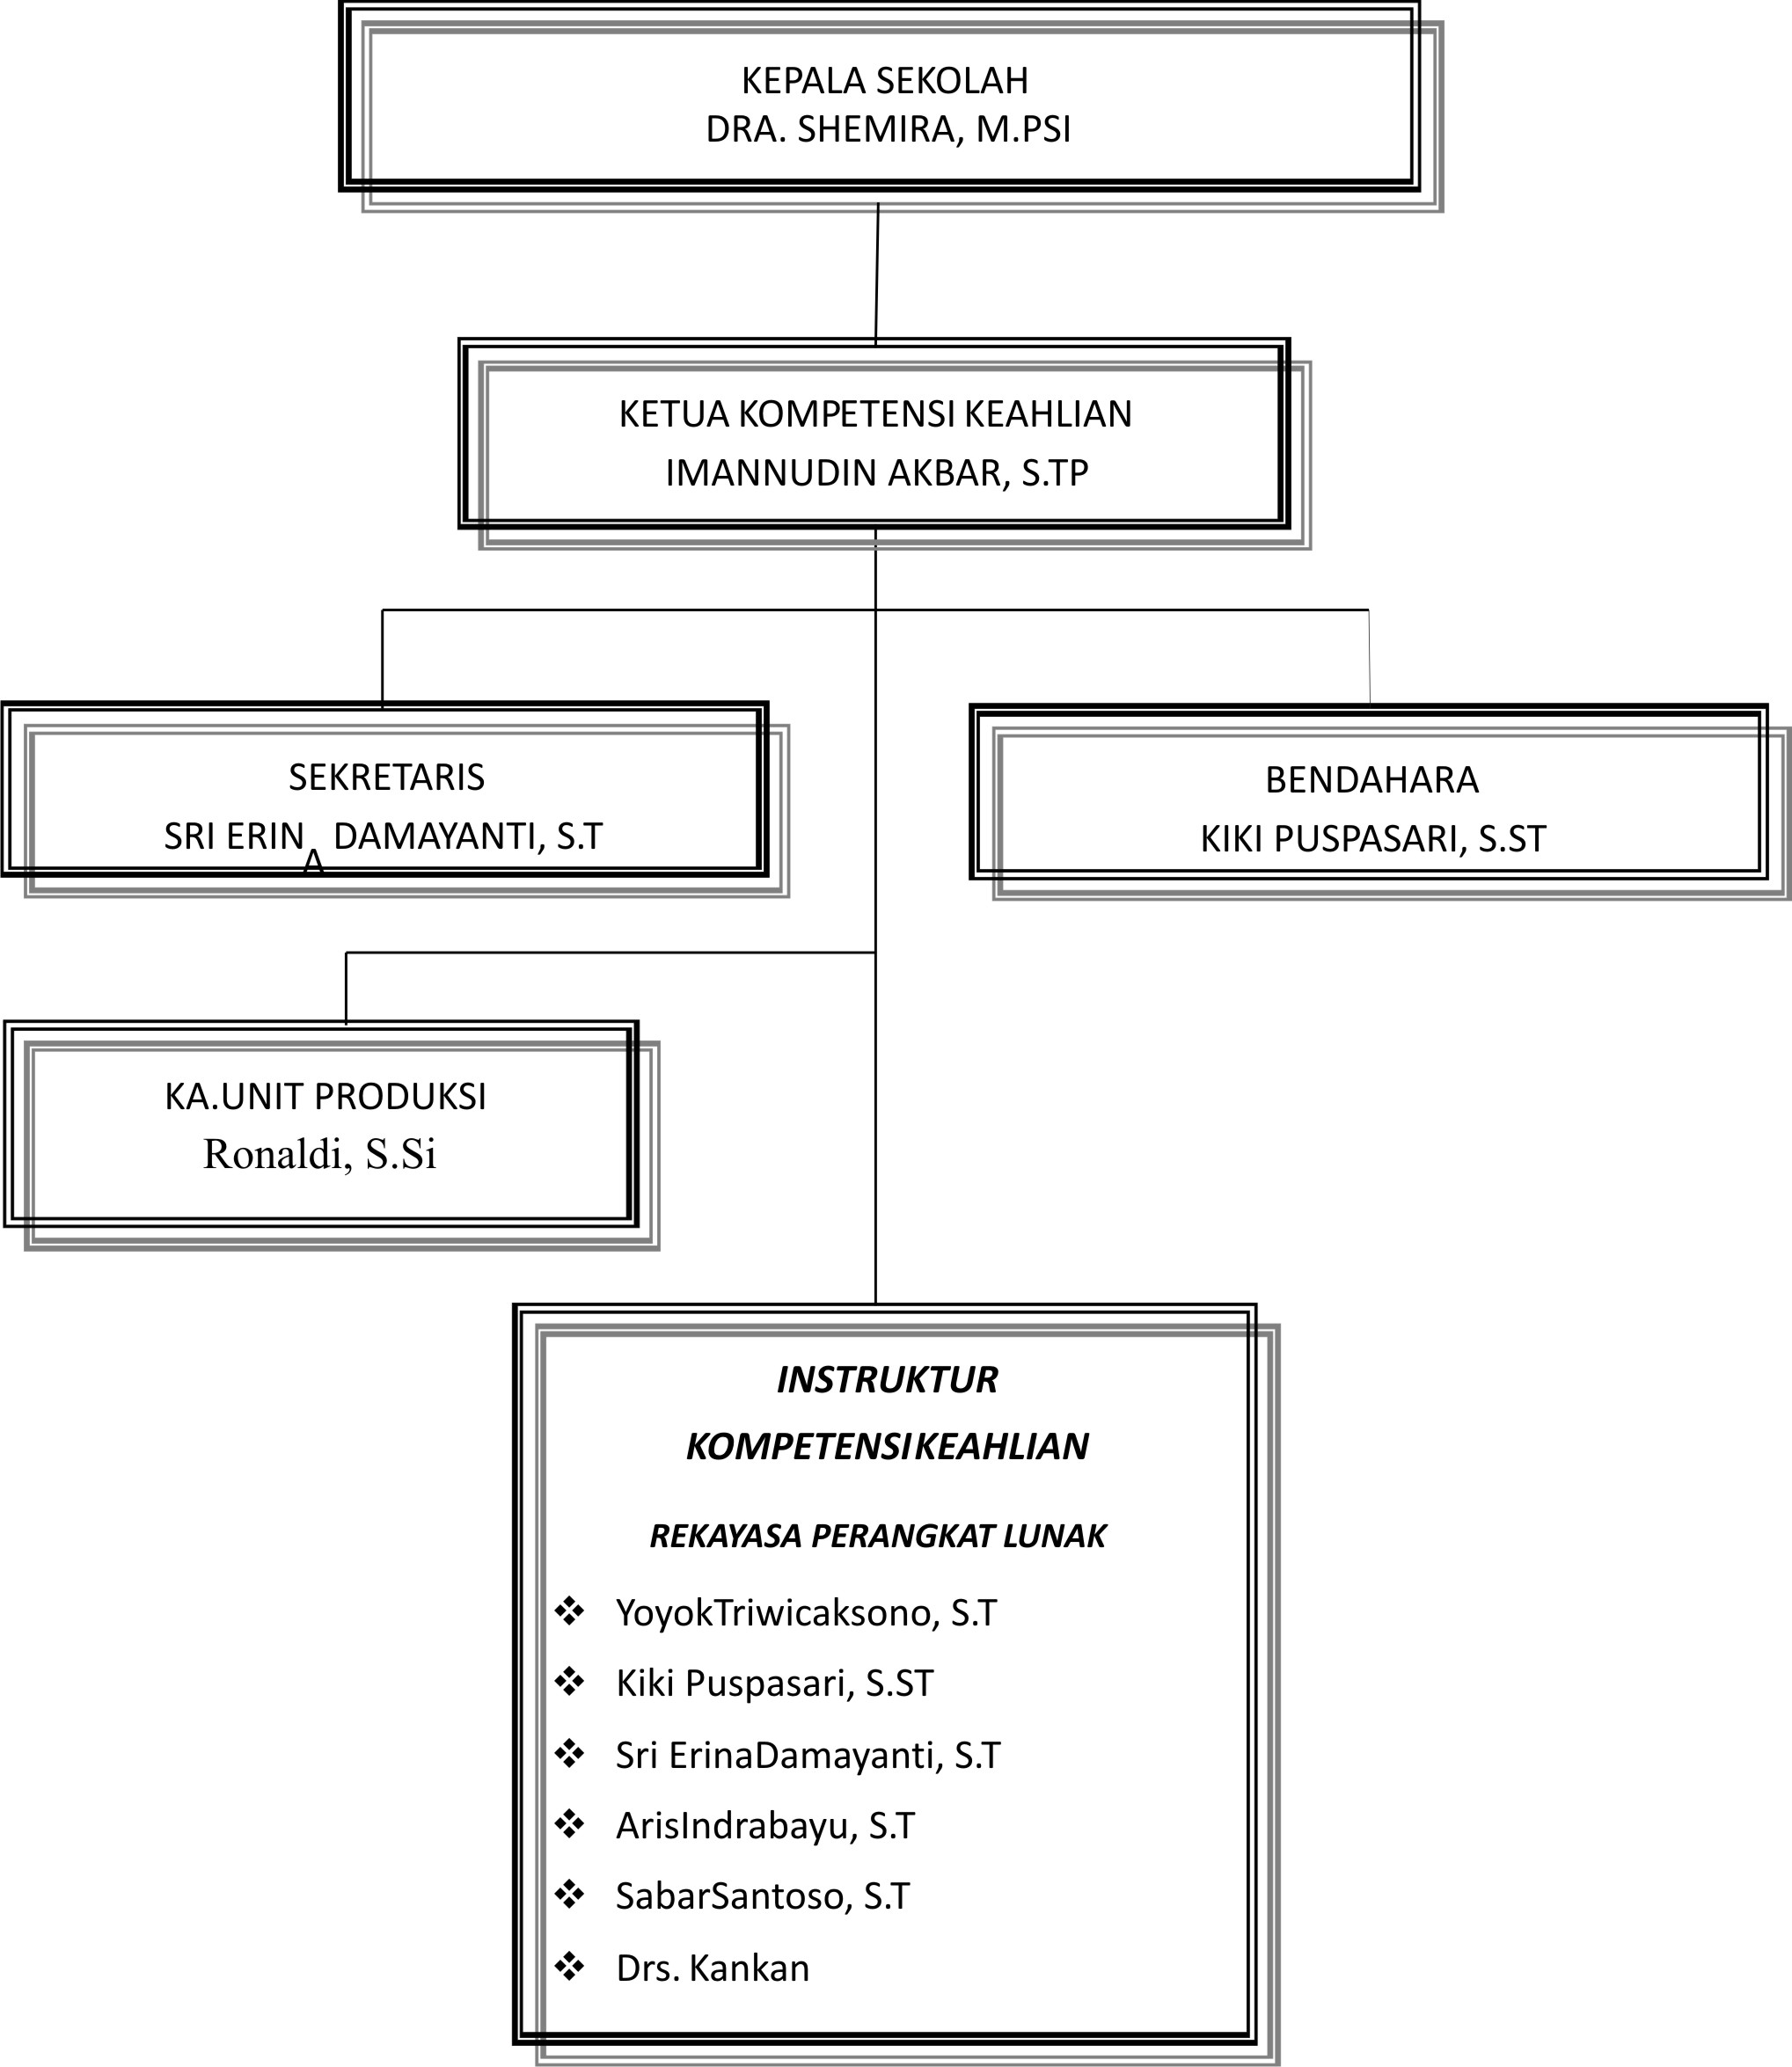 KEPALA SEKOLAH
DRA. SHEMIRA, M.PSI
KETUA KOMPETENSI KEAHLIAN
IMANNUDIN AKBAR, S.TP
SEKRETARIS
SRI ERINA DAMAYANTI, S.T
BENDAHARA
KIKI PUSPASARI, S.ST
KA.UNIT PRODUKSI
Ronaldi, S.Si
INSTRUKTUR
KOMPETENSIKEAHLIAN
REKAYASA PERANGKAT LUNAK
❖ YoyokTriwicaksono, S.T
❖ Kiki Puspasari, S.ST
❖ Sri ErinaDamayanti, S.T
❖ ArisIndrabayu, S.T
❖ SabarSantoso, S.T
❖ Drs. Kankan